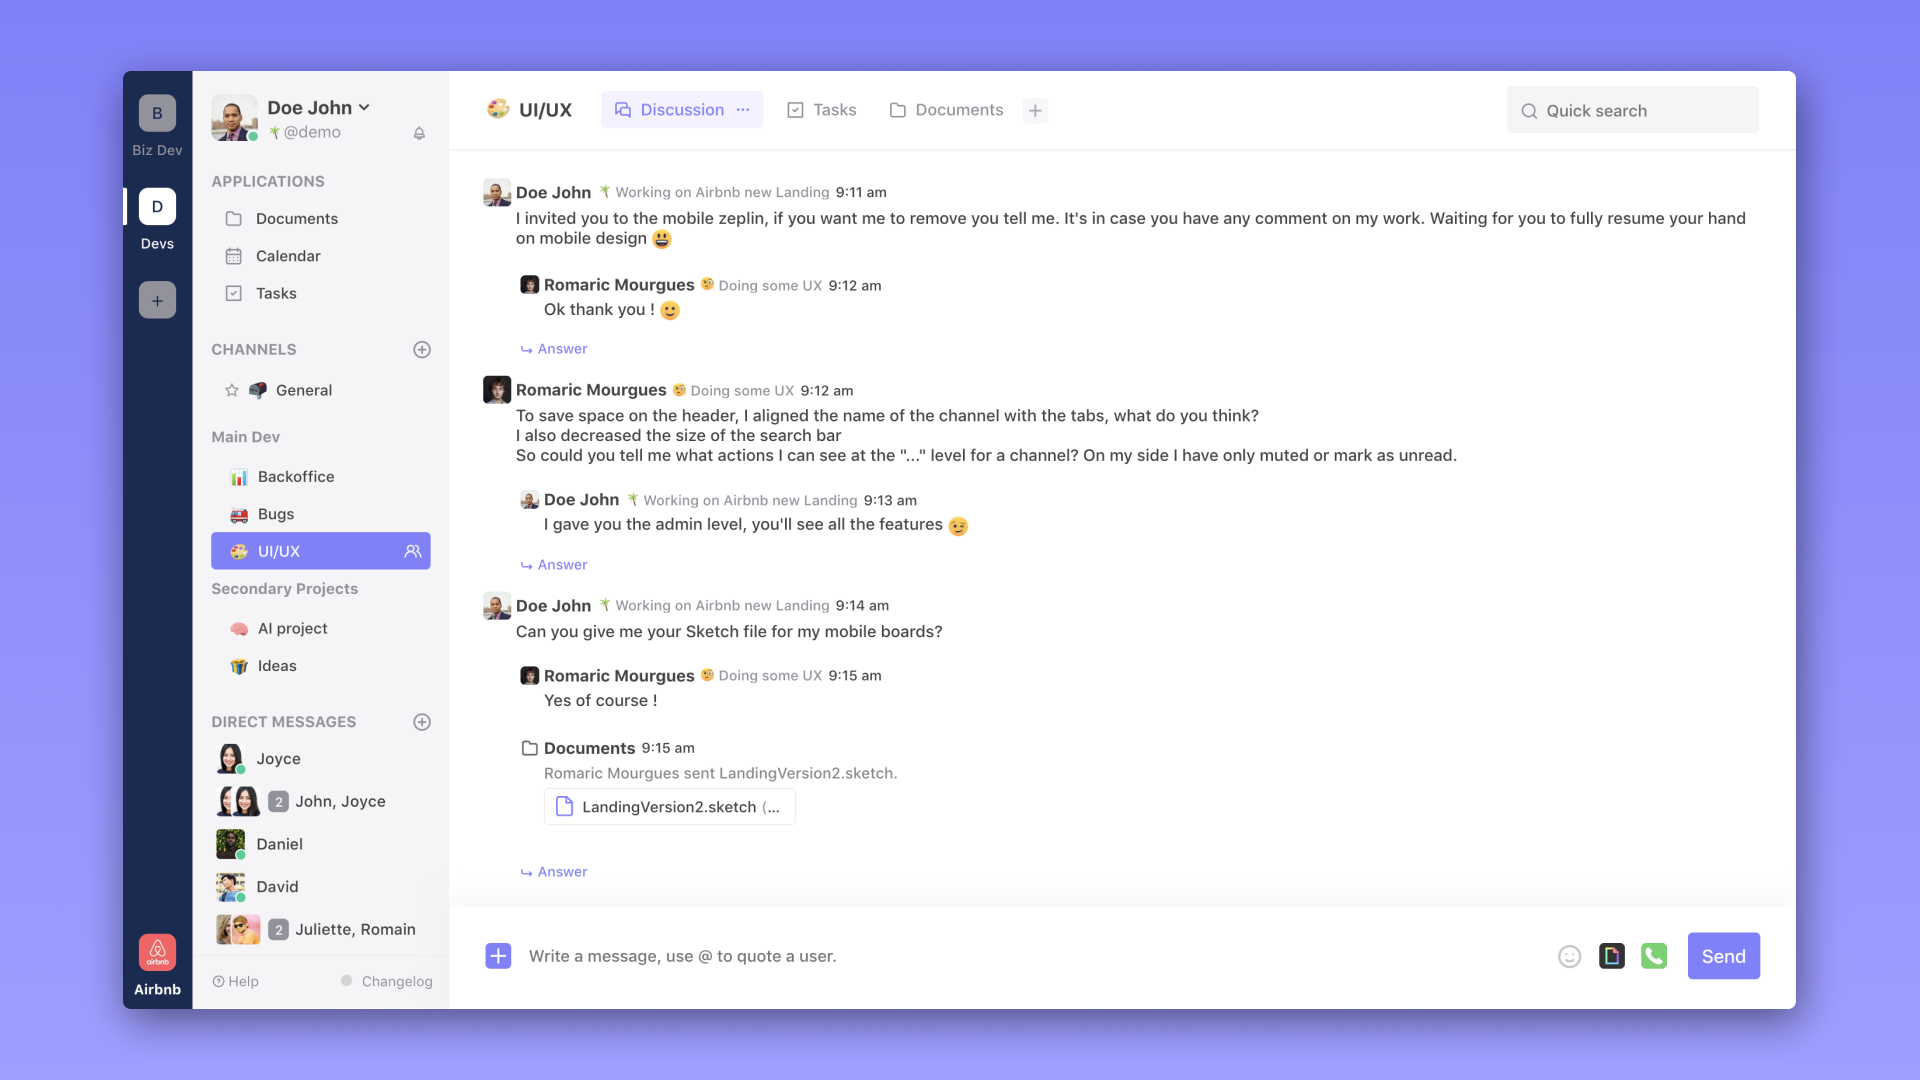 B
Biz Dev
D
Devs
+
airbnb
Airbnb
Doe John
@demo
APPLICATIONS
Documents
Calendar
Tasks
CHANNELS
General
Main Dev
Backoffice
Bugs
UI/UX
Secondary Projects
AI project
Ideas
DIRECT MESSAGES
Joyce
2 John, Joyce
Daniel
David
2 Juliette, Romain
Help
Changelog
UI/UX
Discussion ...
Tasks
Documents
+
Quick search
Doe John Working on Airbnb new Landing 9:11 am
I invited you to the mobile zeplin, if you want me to remove you tell me. It's in case you have any comment on my work. Waiting for you to fully resume your hand
on mobile design
Romaric Mourgues Doing some UX 9:12 am
Ok thank you !
Answer
Romaric Mourgues Doing some UX 9:12 am
To save space on the header, I aligned the name of the channel with the tabs, what do you think?
I also decreased the size of the search bar
So could you tell me what actions I can see at the "..." level for a channel? On my side I have only muted or mark as unread.
Doe John Working on Airbnb new Landing 9:13 am
I gave you the admin level, you'll see all the features
Answer
Doe John Working on Airbnb new Landing 9:14 am
Can you give me your Sketch file for my mobile boards?
Romaric Mourgues Doing some UX 9:15 am
Yes of course !
Documents 9:15 am
Romaric Mourgues sent LandingVersion2.sketch.
LandingVersion2.sketch (...
Answer
Write a message, use @ to quote a user.
Send